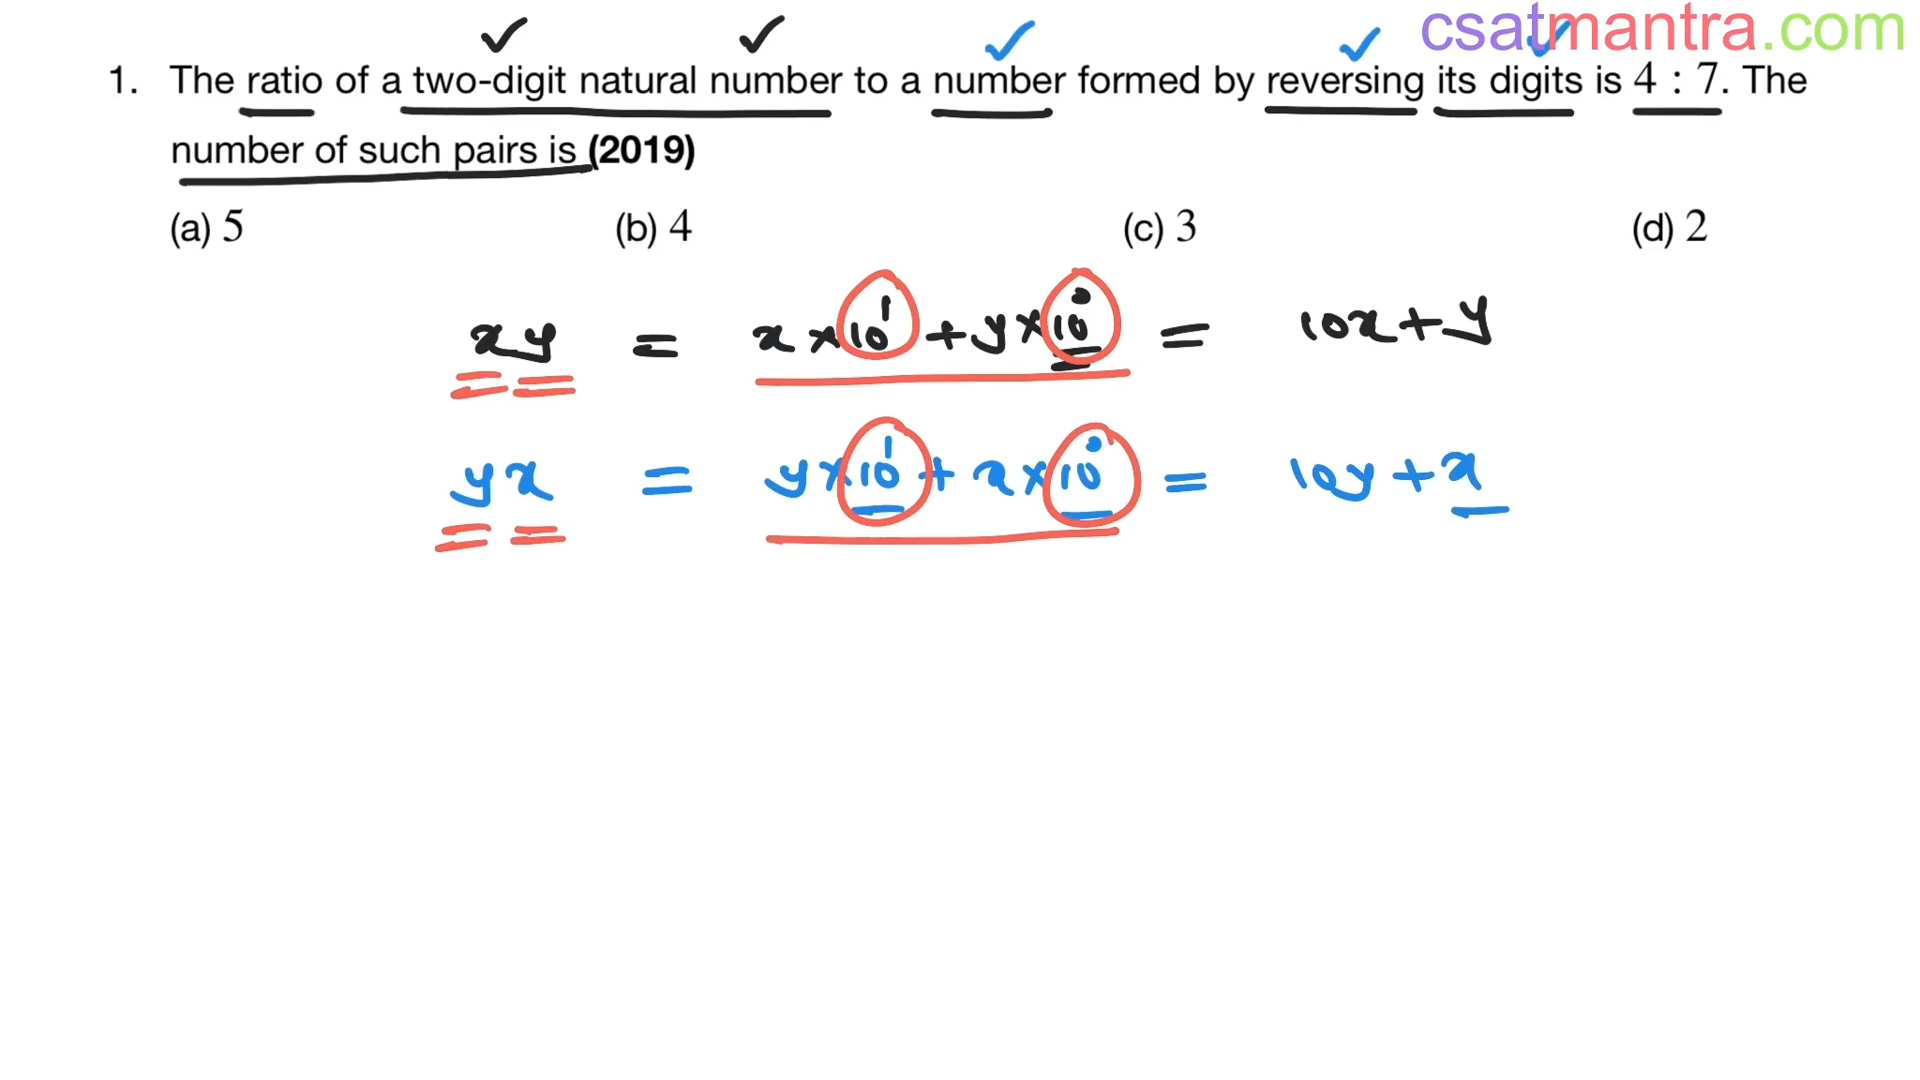 csatmantra.com
1. The ratio of a two-digit natural number to a number formed by reversing its digits is 4 : 7. The
number of such pairs is (2019)
(a) 5 (b) 4 (c) 3 (d) 2
xy = x × 10¹ + y × 10⁰ = 10x + y
yx = y × 10¹ + x × 10⁰ = 10y + x